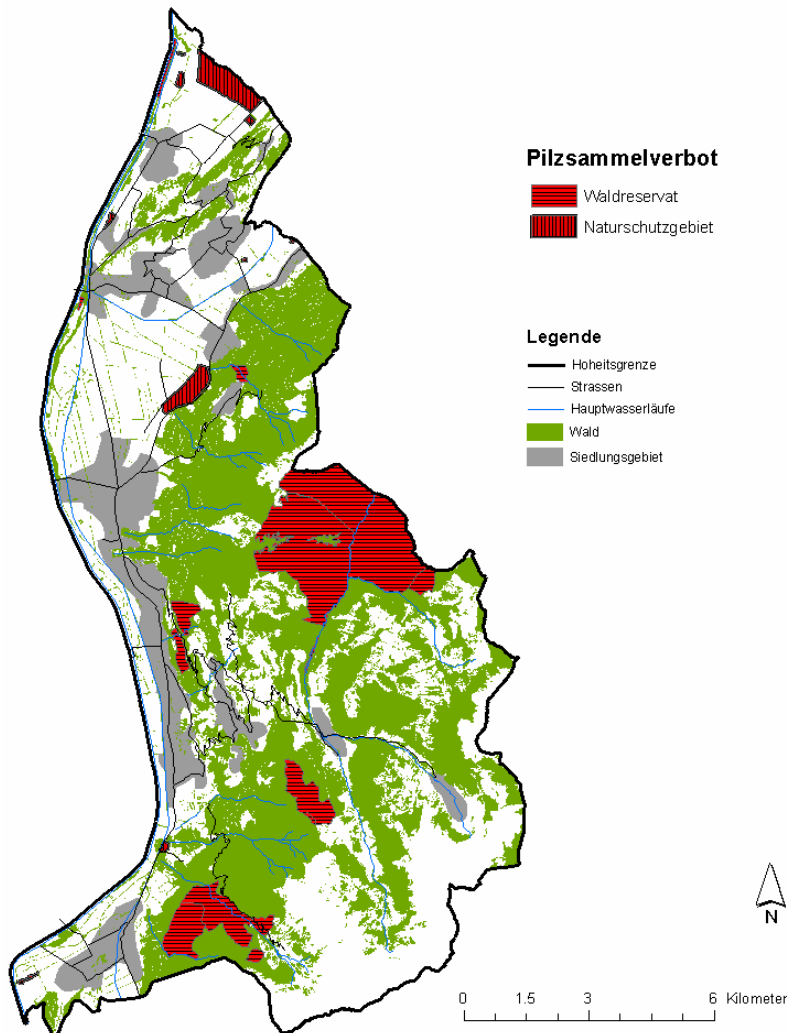 Pilzsammelverbot
Waldreservat
Naturschutzgebiet
Legende
Hoheitsgrenze
Strassen
Hauptwasserläufe
Wald
Siedlungsgebiet
N
0 1.5 3 6 Kilometer